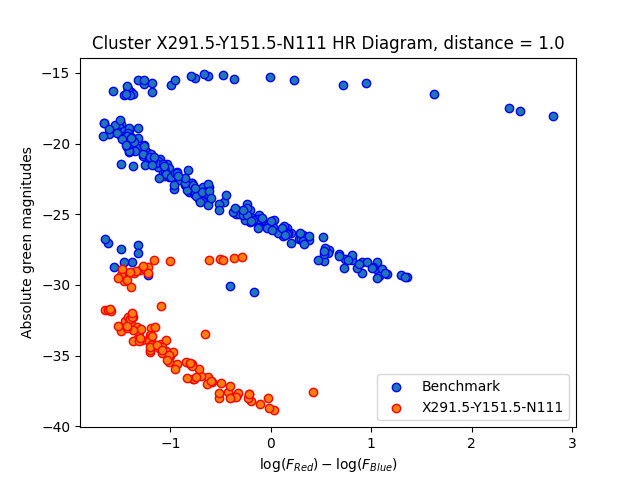 Cluster X291.5-Y151.5-N111 HR Diagram, distance = 1.0
Absolute green magnitudes
−15
−20
−25
−30
−35
−40
Benchmark
X291.5-Y151.5-N111
−1 0 1 2 3
log(F_Red) − log(F_Blue)